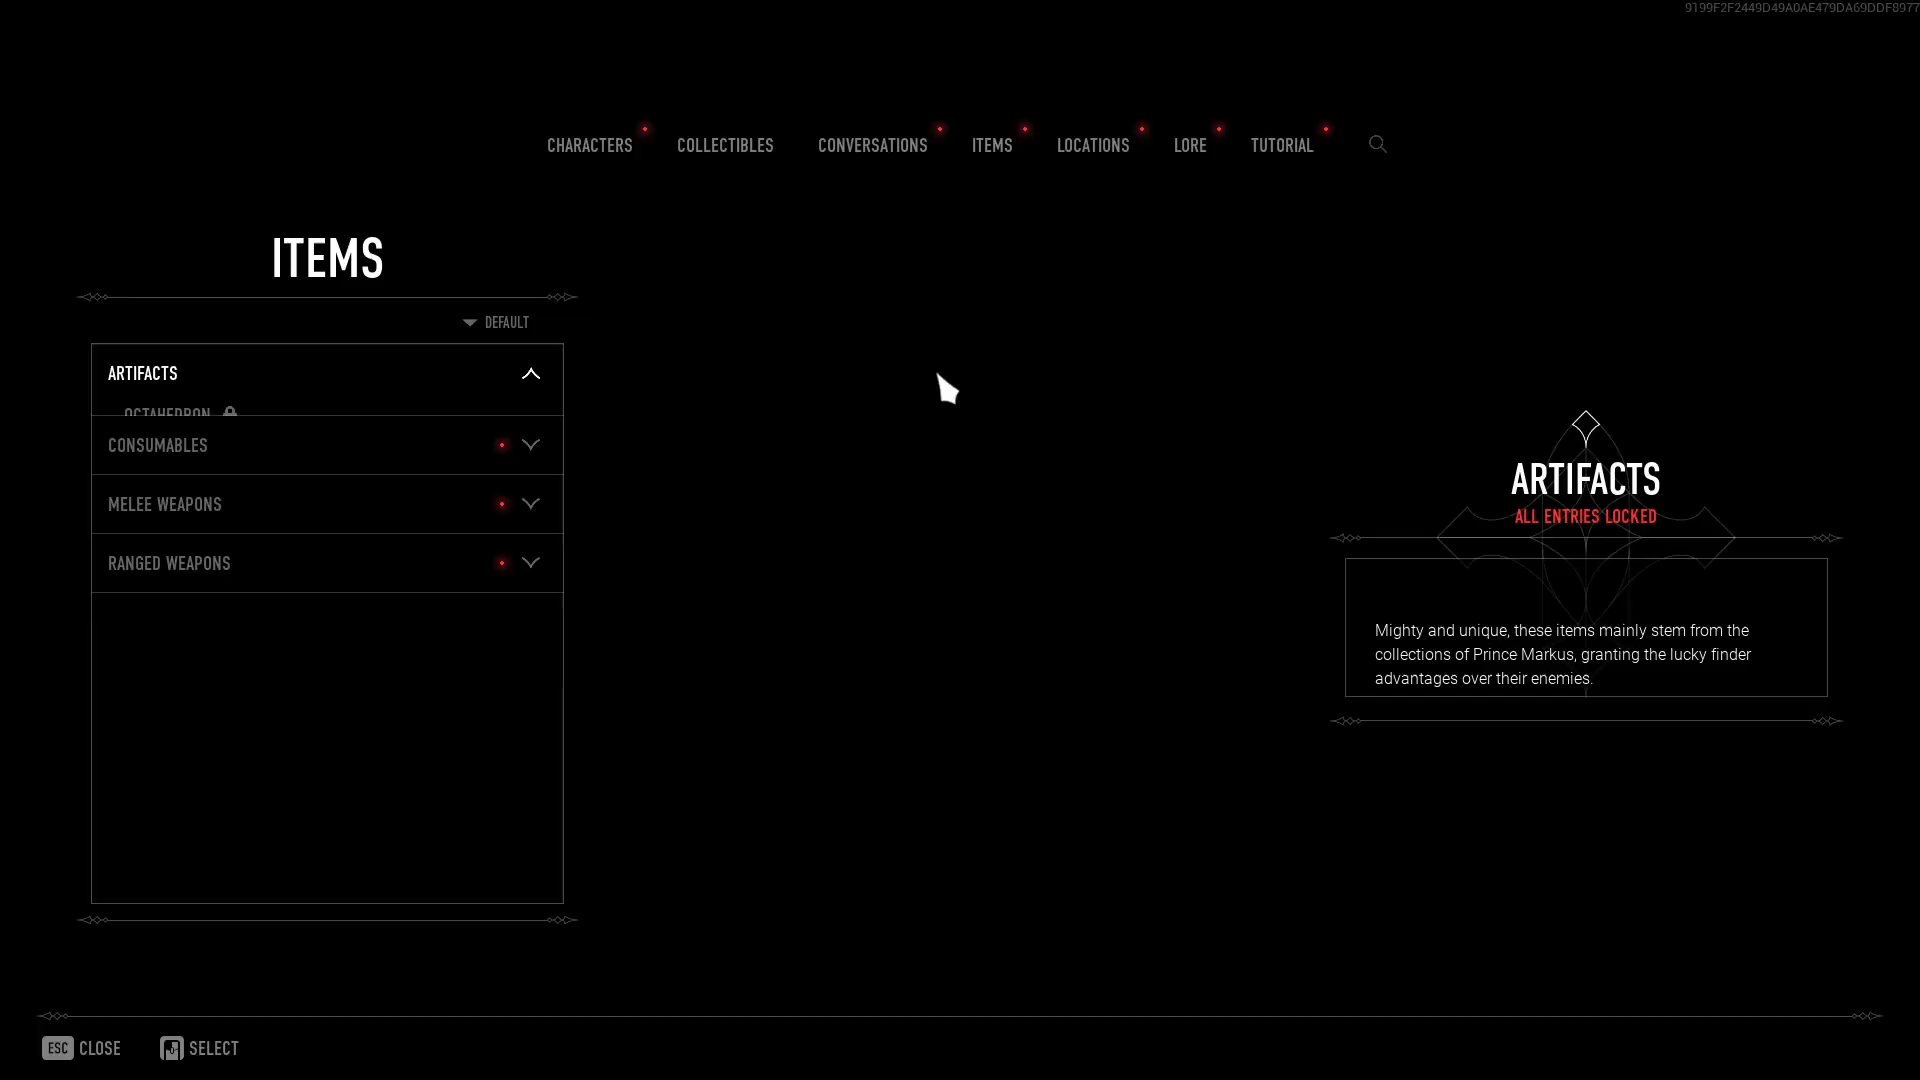 9199F2F2449D49A0AE479DA69DDF8977
CHARACTERS COLLECTIBLES CONVERSATIONS ITEMS LOCATIONS LORE TUTORIAL
ITEMS
DEFAULT
ARTIFACTS
OCTAHEDRON
CONSUMABLES
MELEE WEAPONS
RANGED WEAPONS
ARTIFACTS
ALL ENTRIES LOCKED
Mighty and unique, these items mainly stem from the
collections of Prince Markus, granting the lucky finder
advantages over their enemies.
ESC CLOSE SELECT